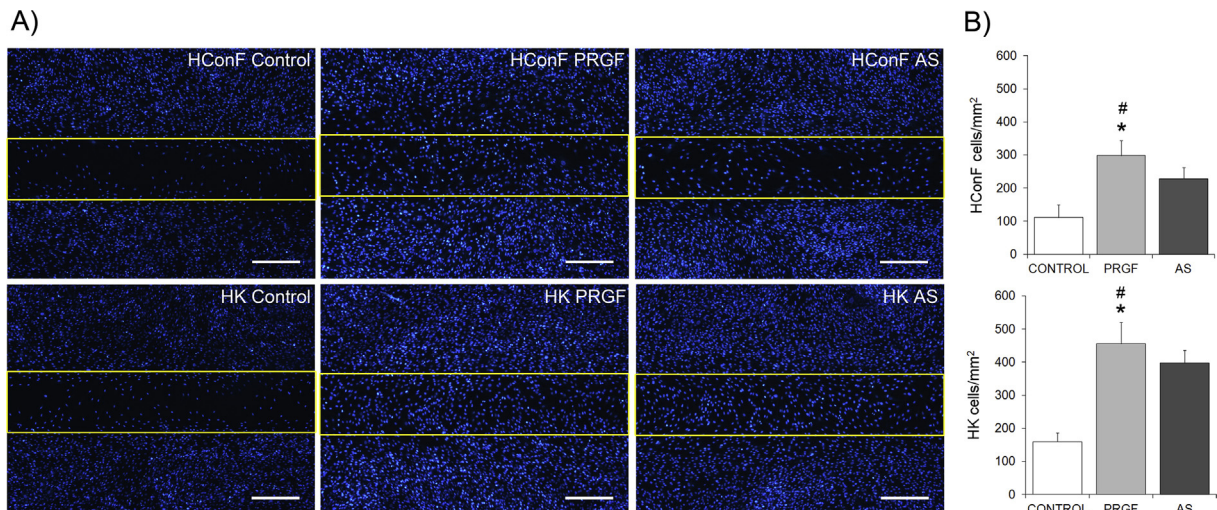 A)
HConF Control
HConF PRGF
HConF AS
HK Control
HK PRGF
HK AS
B)
600
500
400
300
200
100
0
HConF cells/mm²
#
*
CONTROL
PRGF
AS
600
500
400
300
200
100
0
HK cells/mm²
#
*
CONTROL
PRGF
AS